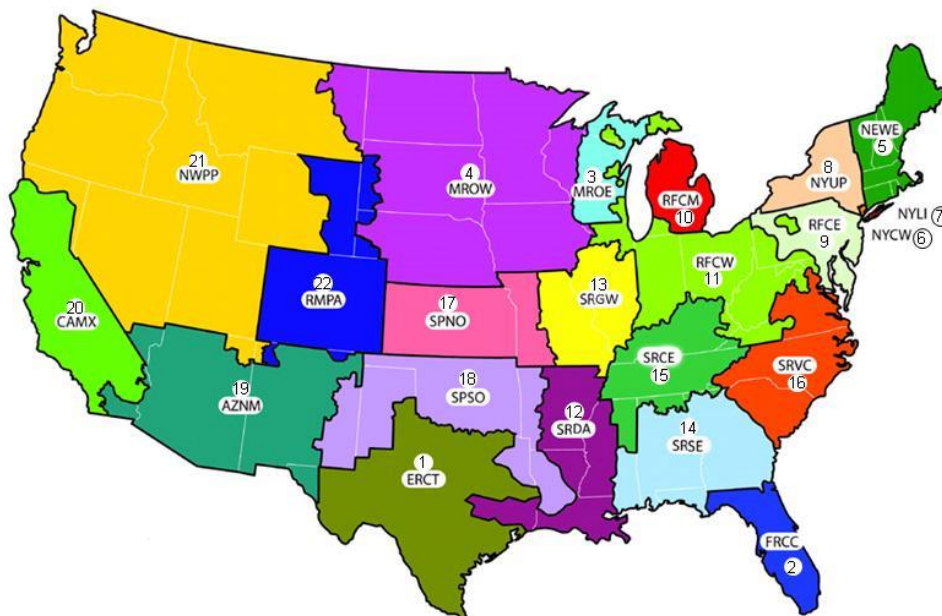 21
NWPP
4
MROW
3
MROE
RFCM
10
8
NYUP
NEWE
5
NYLI 7
NYCW 6
RFCE
9
RFCW
11
13
SRGW
22
RMPA
17
SPNO
20
CAMX
SRCE
15
SRVC
16
19
AZNM
18
SPSO
12
SRDA
14
SRSE
1
ERCT
FRCC
2